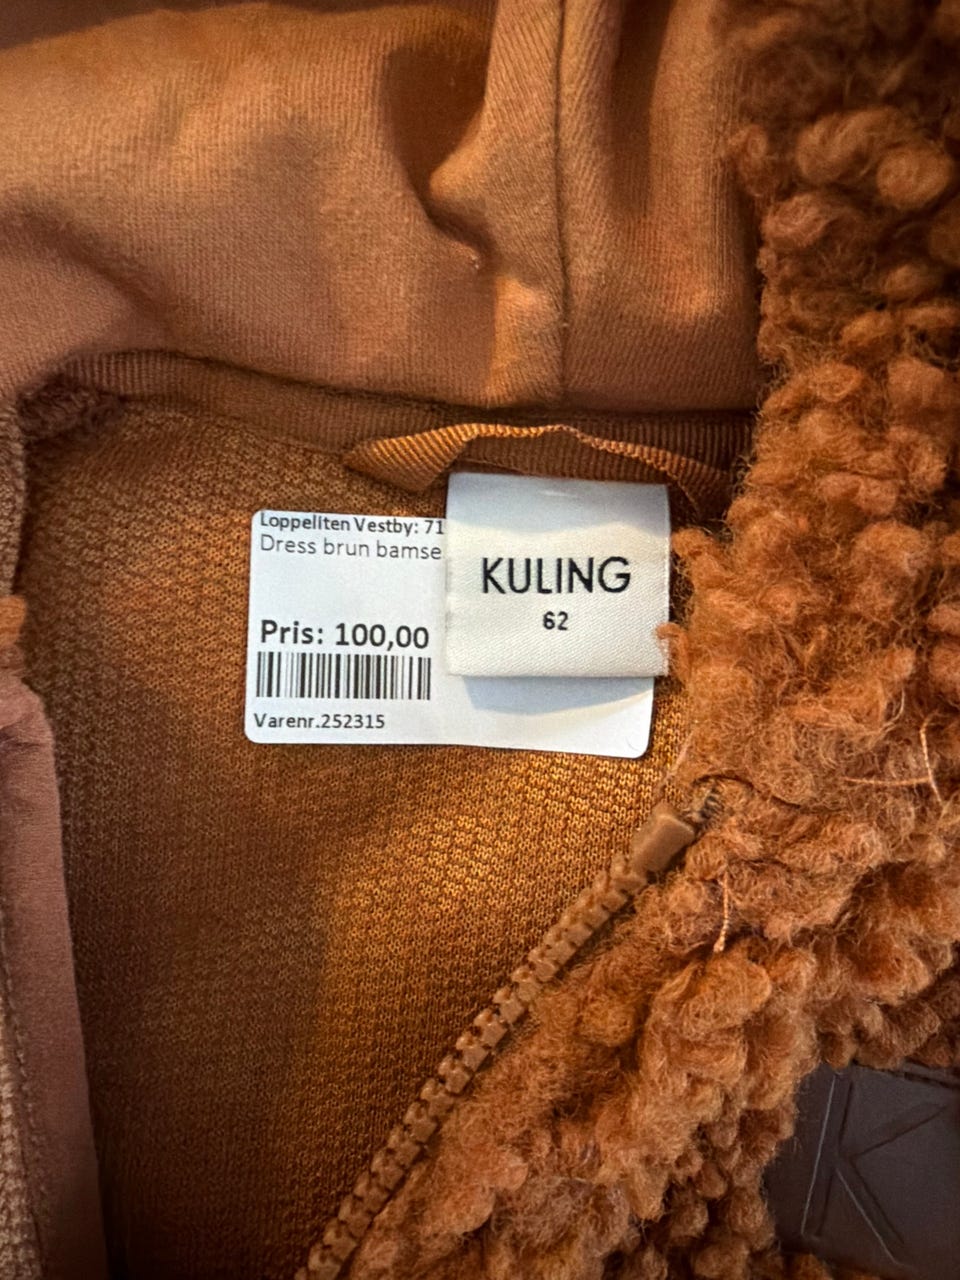 Loppeliten Vestby: 71
Dress brun bamse
Pris: 100,00
Varenr.252315
KULING
62
K